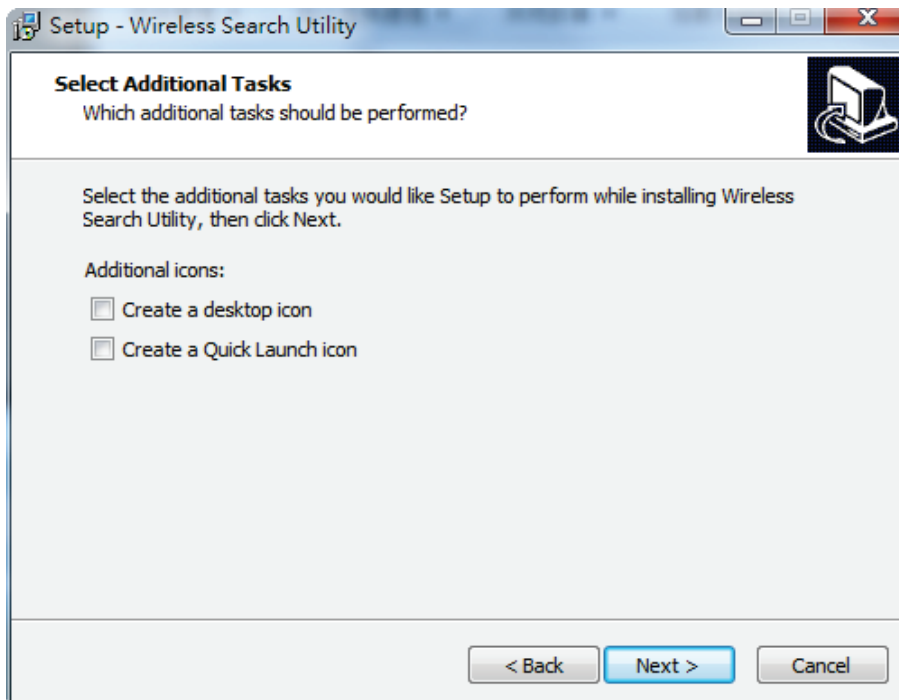 Setup - Wireless Search Utility
Select Additional Tasks
Which additional tasks should be performed?
Select the additional tasks you would like Setup to perform while installing Wireless
Search Utility, then click Next.
Additional icons:
Create a desktop icon
Create a Quick Launch icon
< Back
Next >
Cancel